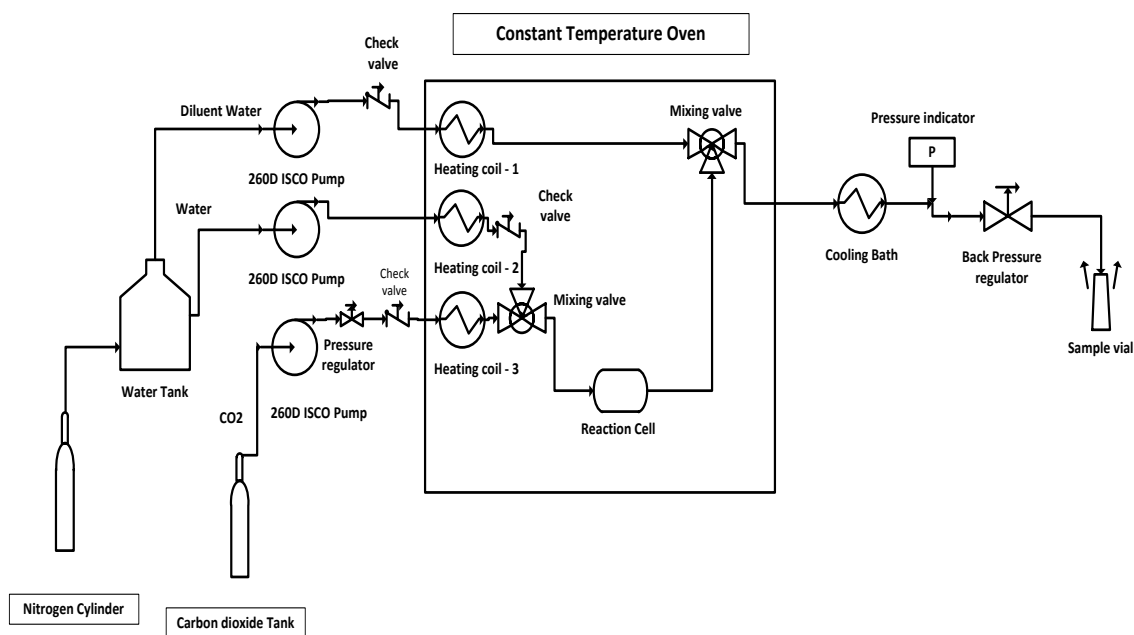 Constant Temperature Oven
Check
valve
Diluent Water
Mixing valve
Pressure indicator
P
260D ISCO Pump
Heating coil - 1
Check
valve
Water
260D ISCO Pump
Heating coil - 2
Cooling Bath
Back Pressure
regulator
Check
valve
Mixing valve
Pressure
regulator
Heating coil - 3
Sample vial
Water Tank
260D ISCO Pump
CO2
Reaction Cell
Nitrogen Cylinder
Carbon dioxide Tank